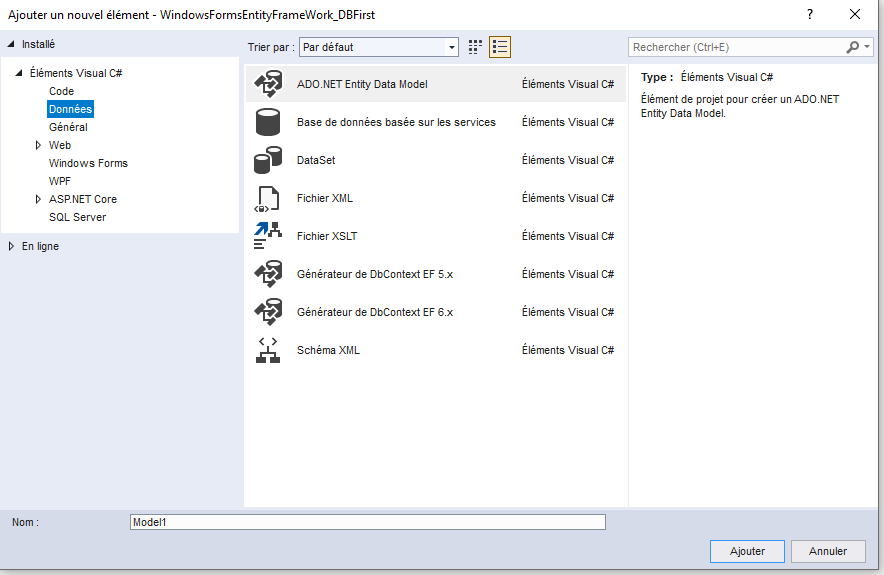 Ajouter un nouvel élément - WindowsFormsEntityFrameWork_DBFirst ?
Installé
Trier par : Par défaut
Rechercher (Ctrl+E)
Éléments Visual C#
Code
Données
Général
Web
Windows Forms
WPF
ASP.NET Core
SQL Server
En ligne
ADO.NET Entity Data Model Éléments Visual C#
Base de données basée sur les services Éléments Visual C#
DataSet Éléments Visual C#
Fichier XML Éléments Visual C#
Fichier XSLT Éléments Visual C#
Générateur de DbContext EF 5.x Éléments Visual C#
Générateur de DbContext EF 6.x Éléments Visual C#
Schéma XML Éléments Visual C#
Type : Éléments Visual C#
Élément de projet pour créer un ADO.NET
Entity Data Model.
Nom : Model1
Ajouter Annuler